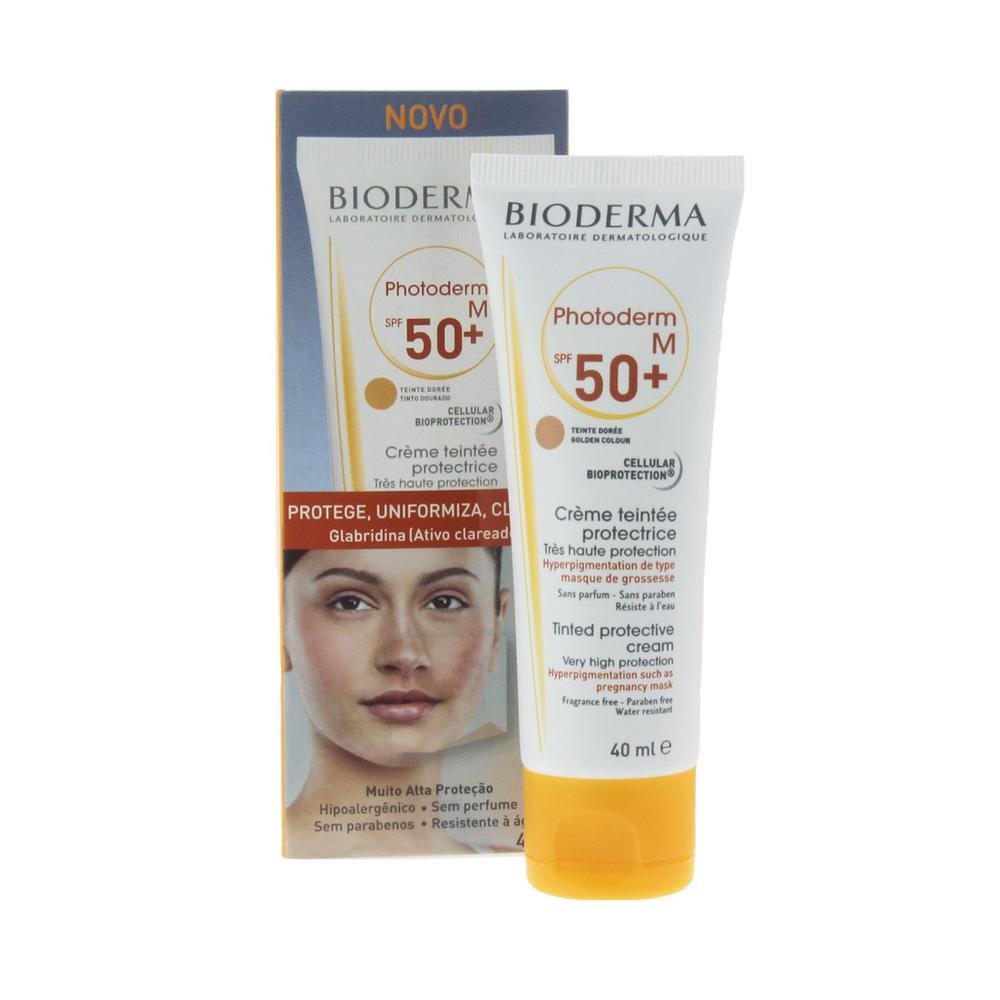 NOVO
BIODERM
LABORATOIRE
Photoderm
M
SPF 50+
TEINTE DORÉE
TINTO DOURADO
CELLULAR
BIOPROTECTION®
Crème teintée
protectrice
Très haute protection
PROTEGE, UNIFORMIZA,
Glabridina (Ativo
Muito Alta Proteção
Hipoalergênico • Sem perfume
Sem parabenos • Resistente à
BIODERMA
LABORATOIRE DERMATOLOGIQUE
Photoderm
M
SPF 50+
TEINTE DORÉE
GOLDEN COLOUR
CELLULAR
BIOPROTECTION®
Crème teintée
protectrice
Très haute protection
Hyperpigmentation de type
masque de grossesse
Sans parfum - Sans paraben
Résiste à l'eau
Tinted protective
cream
Very high protection
Hyperpigmentation such as
pregnancy mask
Fragrance free - Paraben free
Water resistant
40 ml e